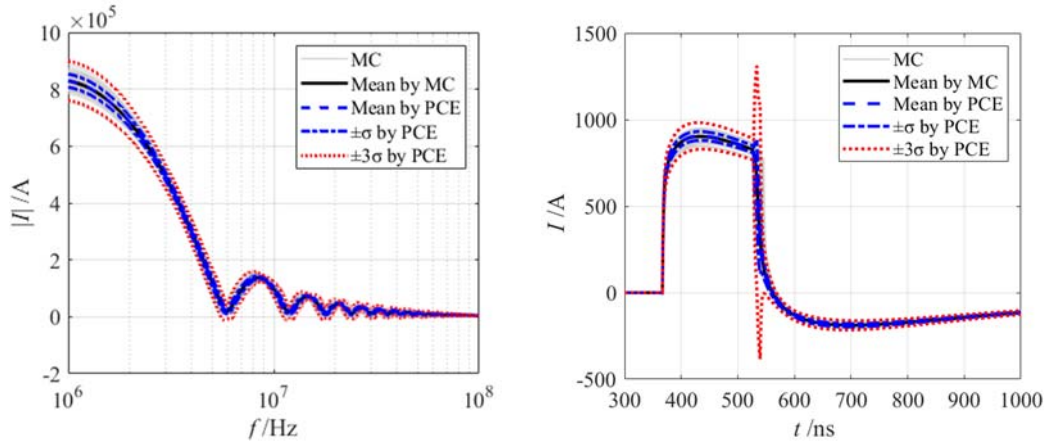 ×10⁵
10
8
6
4
2
0
-2
|I| /A
10⁶
10⁷
10⁸
f /Hz
MC
Mean by MC
Mean by PCE
±σ by PCE
±3σ by PCE
1500
1000
500
0
-500
I /A
300 400 500 600 700 800 900 1000
t /ns
MC
Mean by MC
Mean by PCE
±σ by PCE
±3σ by PCE